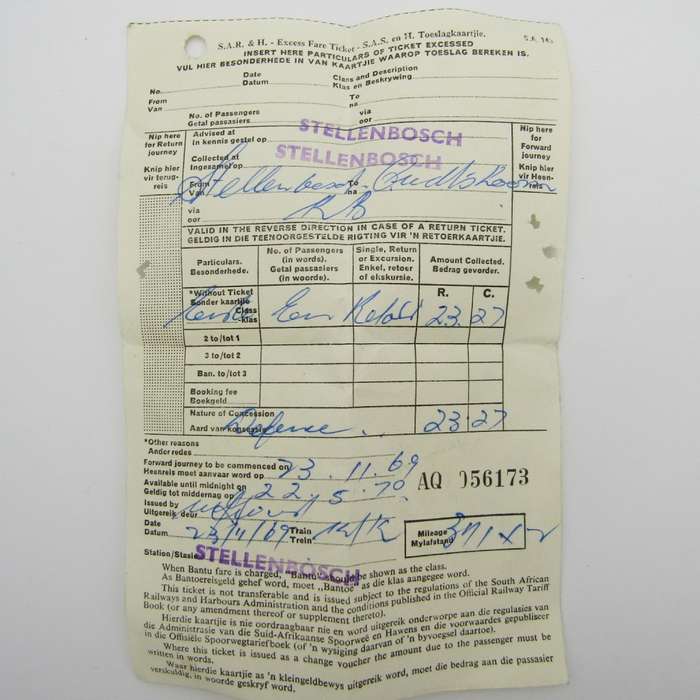 S.A.R. & H. - Excess Fare Ticket - S.A.S. en H. Toeslagkaartjie.
INSERT HERE PARTICULARS OF TICKET EXCESSED
VUL HIER BESONDERHEDE IN VAN KAARTJIE WAAROP TOESLAG BEREKEN IS.
No. Date Datum Class and Description Klas en Beskrywing
From Van To na
No. of Passengers Getal passasiers via oor
Nip here for Return journey
Knip hier vir terugreis
Advised at in kennis gestel op STELLENBOSCH
Collected at Ingesamel op STELLENBOSCH
From Van Stellenbosch To na Oudtshoorn
via oor
Nip here for Forward journey
Knip hier vir Heenreis
VALID IN THE REVERSE DIRECTION IN CASE OF A RETURN TICKET.
GELDIG IN DIE TEENOORGESTELDE RIGTING VIR 'N RETOERKAARTJIE.
Particulars. Besonderhede.
No. of Passengers (in words). Getal passasiers (in woorde).
Single, Return or Excursion. Enkel, retoer of ekskursie.
Amount Collected. Bedrag gevorder.
R. C.
*Without Ticket Sonder kaartjie Class klas Een 23 27
2 to/tot 1
3 to/tot 2
Ban. to/tot 3
Booking fee Boekgeld
Nature of Concession Aard van konsessie Defense 23.27
*Other reasons Ander redes
Forward journey to be commenced on Heenreis moet aanvaar word op 23.11.69
Available until midnight on Geldig tot middernag op 22.5.70
AQ 056173
Issued by Uitgereik deur
Date Datum 23/11/69 Train Trein
Mileage Mylafstand
Station/Stasie STELLENBOSCH
When Bantu fare is charged, "Bantu" should be shown as the class.
As Bantoereisgeld gehef word, moet „Bantoe" as die klas aangegee word.
This ticket is not transferable and is issued subject to the regulations of the South African
Railways and Harbours Administration and the conditions published in the Official Railway Tariff
Book (or any amendment thereof or supplement thereto).
Hierdie kaartjie is nie oordraagbaar nie en word uitgereik onderworpe aan die regulasies van
die Administrasie van die Suid-Afrikaanse Spoorweë en Hawens en die voorwaardes gepubliseer
in die Offisiële Spoorwegtariefboek (of 'n wysiging daarvan of 'n byvoegsel daartoe).
Where this ticket is issued as a change voucher the amount due to the passenger must be
written in words.
Waar hierdie kaartjie as 'n kleingeldbewys uitgereik word, moet die bedrag aan die passasier
verskuldig, in woorde geskryf word.